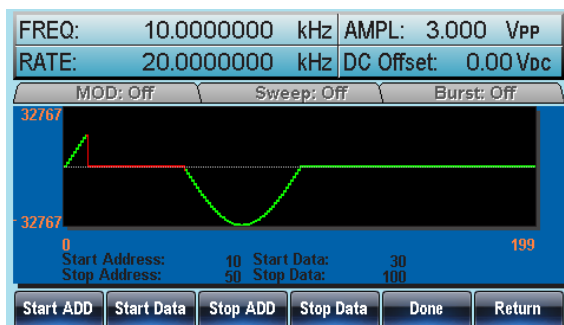 FREQ: 10.0000000 kHz AMPL: 3.000 VPP
RATE: 20.0000000 kHz DC Offset: 0.00 VDC
MOD: Off Sweep: Off Burst: Off
32767
- 32767
0 199
Start Address: 10 Start Data: 30
Stop Address: 50 Stop Data: 100
Start ADD Start Data Stop ADD Stop Data Done Return